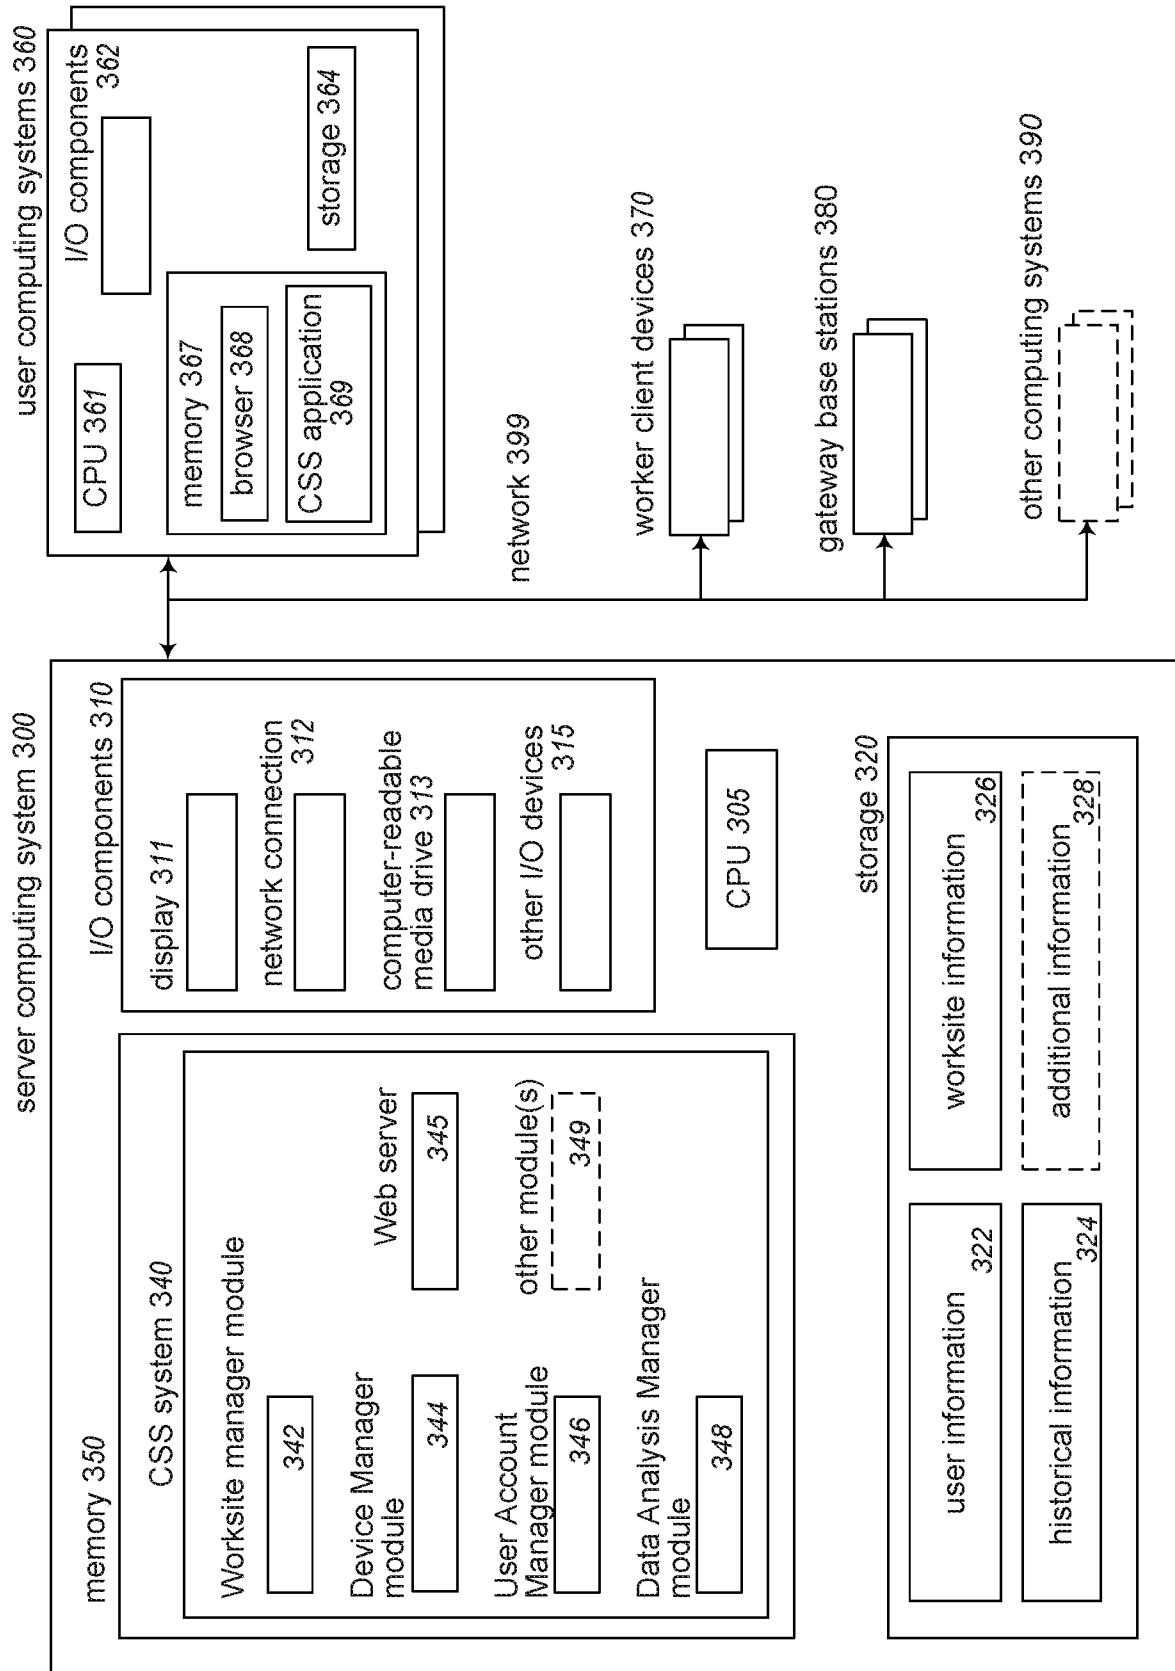 server computing system 300
memory 350
CSS system 340
Worksite manager module
342
Device Manager
module
344
User Account
Manager module
346
Data Analysis Manager
module
348
Web server
345
other module(s)
349
I/O components 310
display 311
network connection
312
computer-readable
media drive 313
other I/O devices
315
CPU 305
storage 320
user information
322
worksite information
326
historical information
324
additional information
328
user computing systems 360
CPU 361
I/O components
362
memory 367
browser 368
CSS application
369
storage 364
network 399
worker client devices 370
gateway base stations 380
other computing systems 390